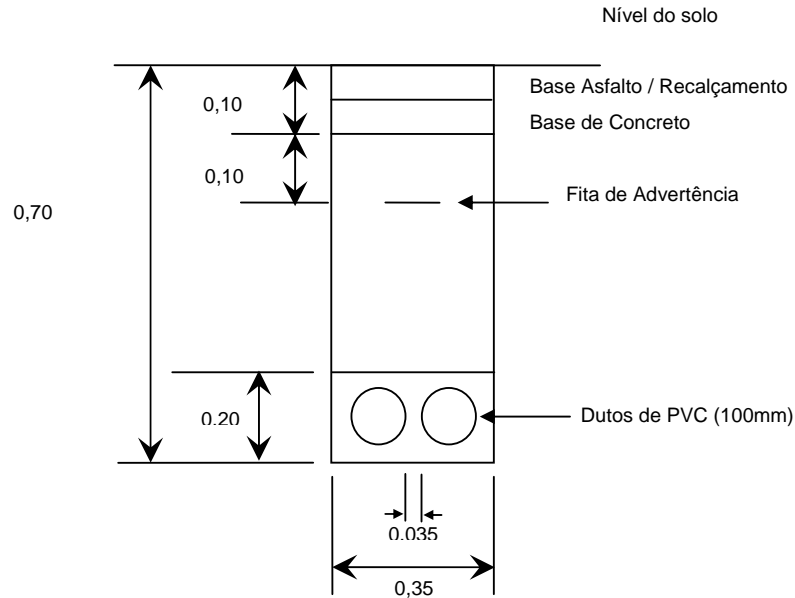 Nível do solo
Base Asfalto / Recalçamento
0,10
Base de Concreto
0,10
Fita de Advertência
0,70
0.20
Dutos de PVC (100mm)
0.035
0,35